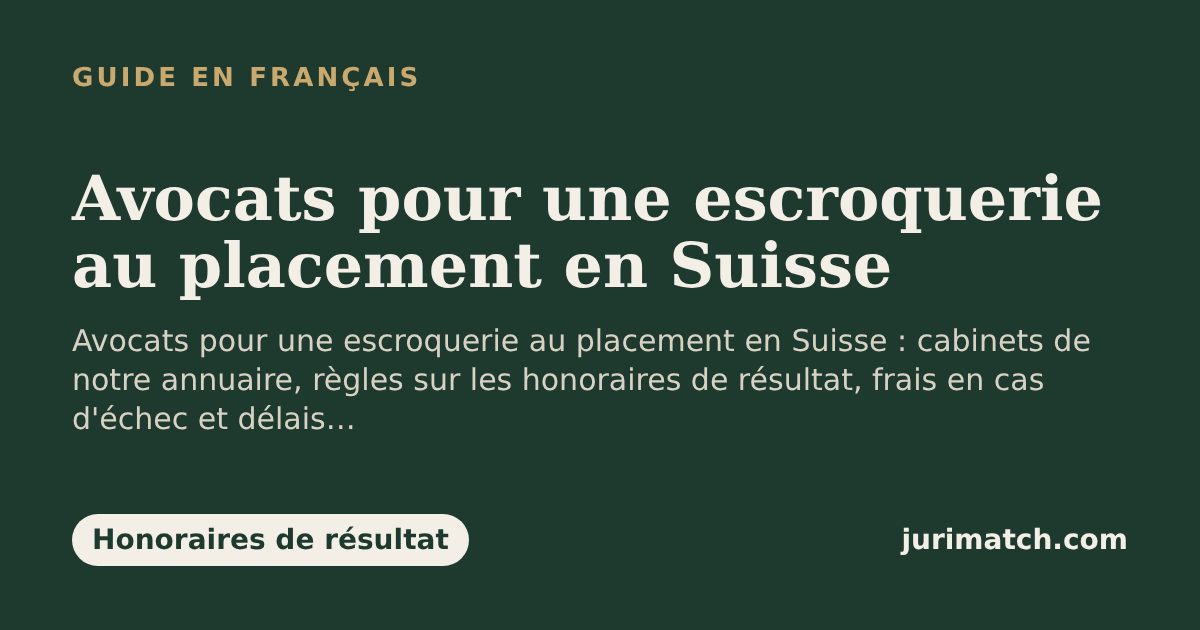 GUIDE EN FRANÇAIS
Avocats pour une escroquerie
au placement en Suisse
Avocats pour une escroquerie au placement en Suisse : cabinets de
notre annuaire, règles sur les honoraires de résultat, frais en cas
d'échec et délais...
Honoraires de résultat
jurimatch.com